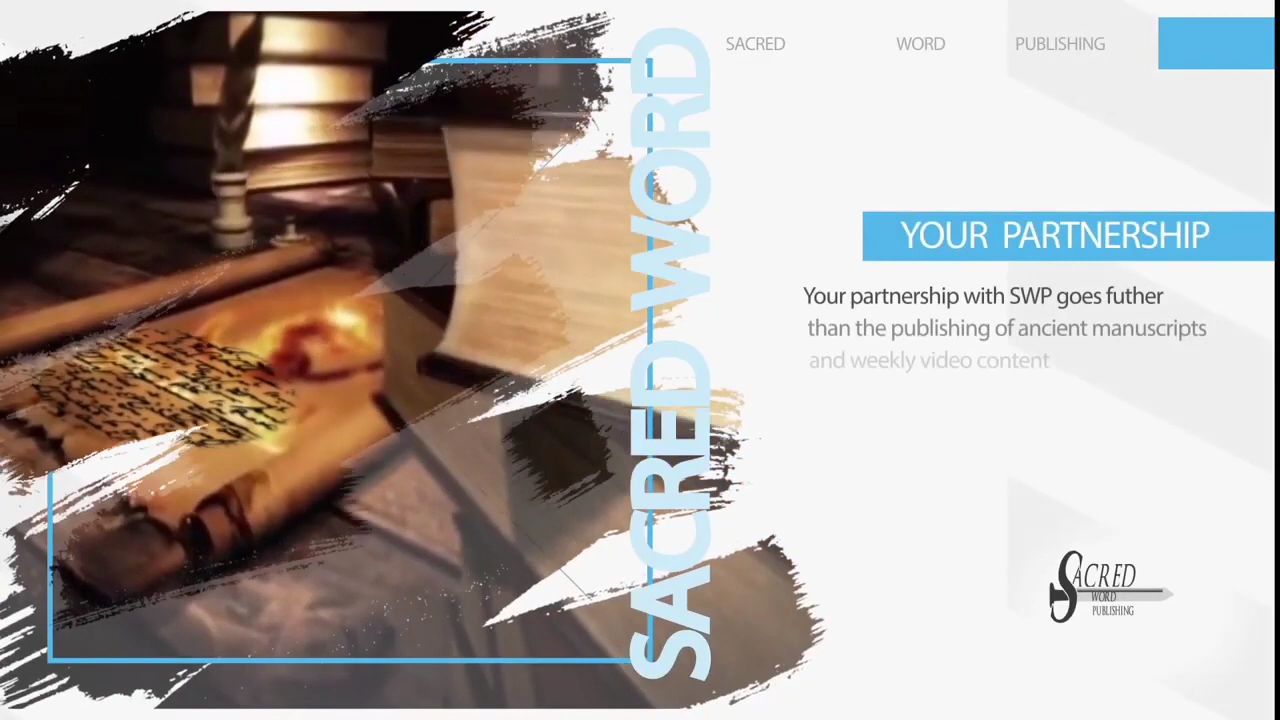 SACRED WORD PUBLISHING
SACRED WORD
YOUR PARTNERSHIP
Your partnership with SWP goes futher
than the publishing of ancient manuscripts
and weekly video content
SACRED
WORD
PUBLISHING